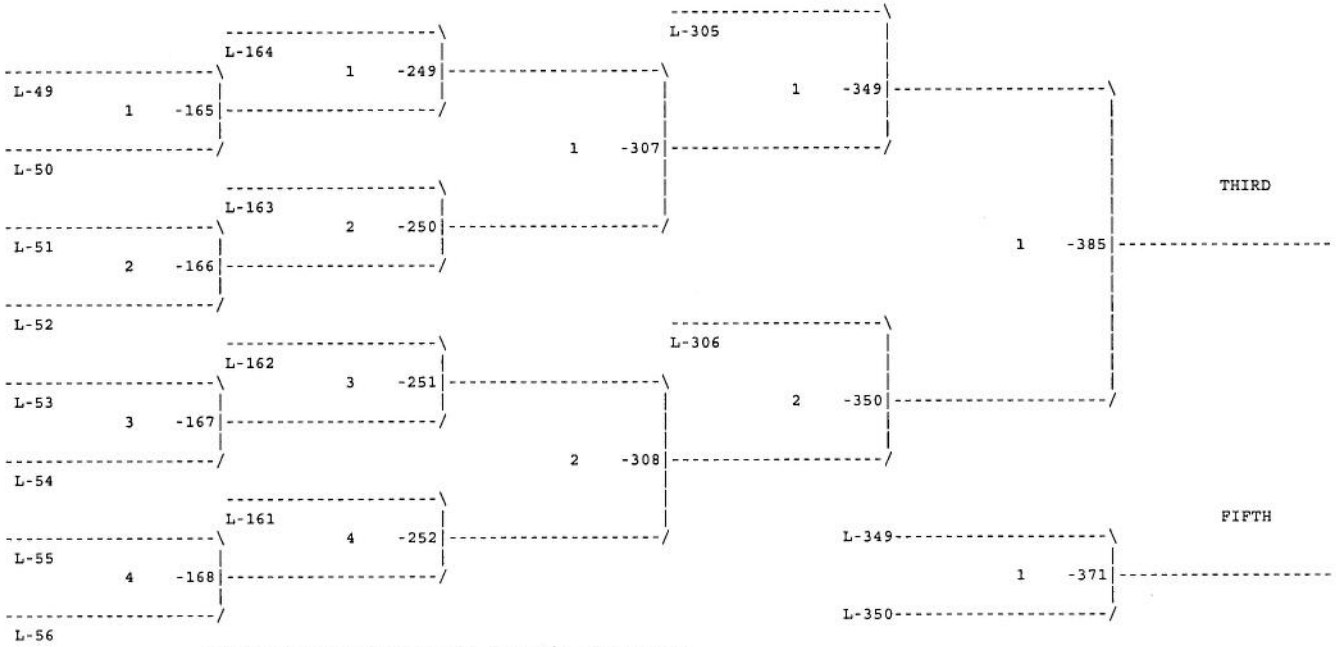 L-305
L-164
1 -249
L-49
1 -349
1 -165
1 -307
L-50
THIRD
L-163
2 -250
L-51
1 -385
2 -166
L-52
L-306
L-162
3 -251
L-53
2 -350
3 -167
2 -308
L-54
FIFTH
L-161
4 -252
L-349
L-55
1 -371
4 -168
L-350
L-56